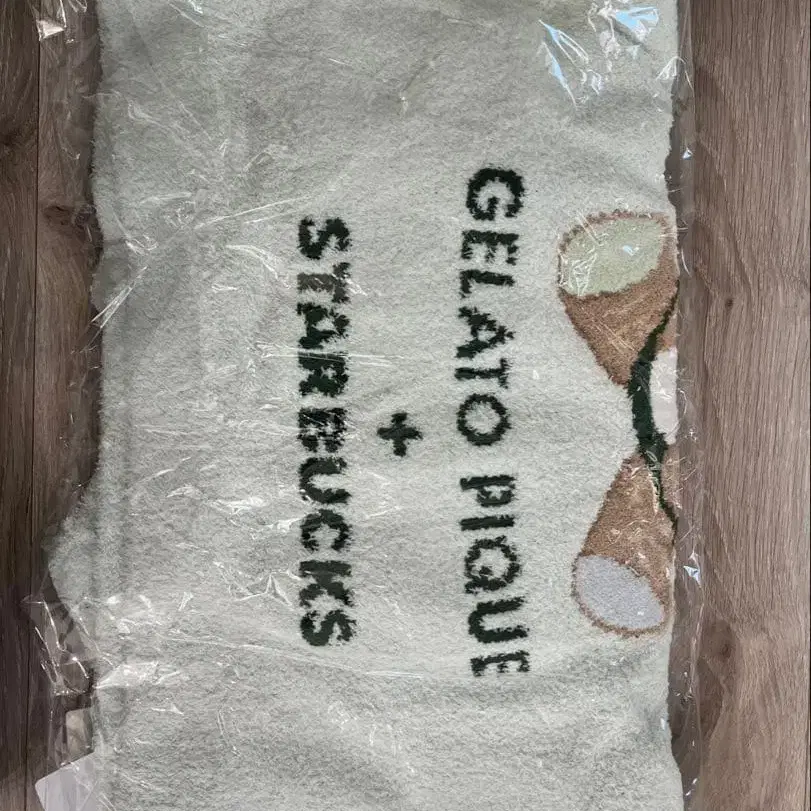 GELATO PIQUE
+
STARBUCKS